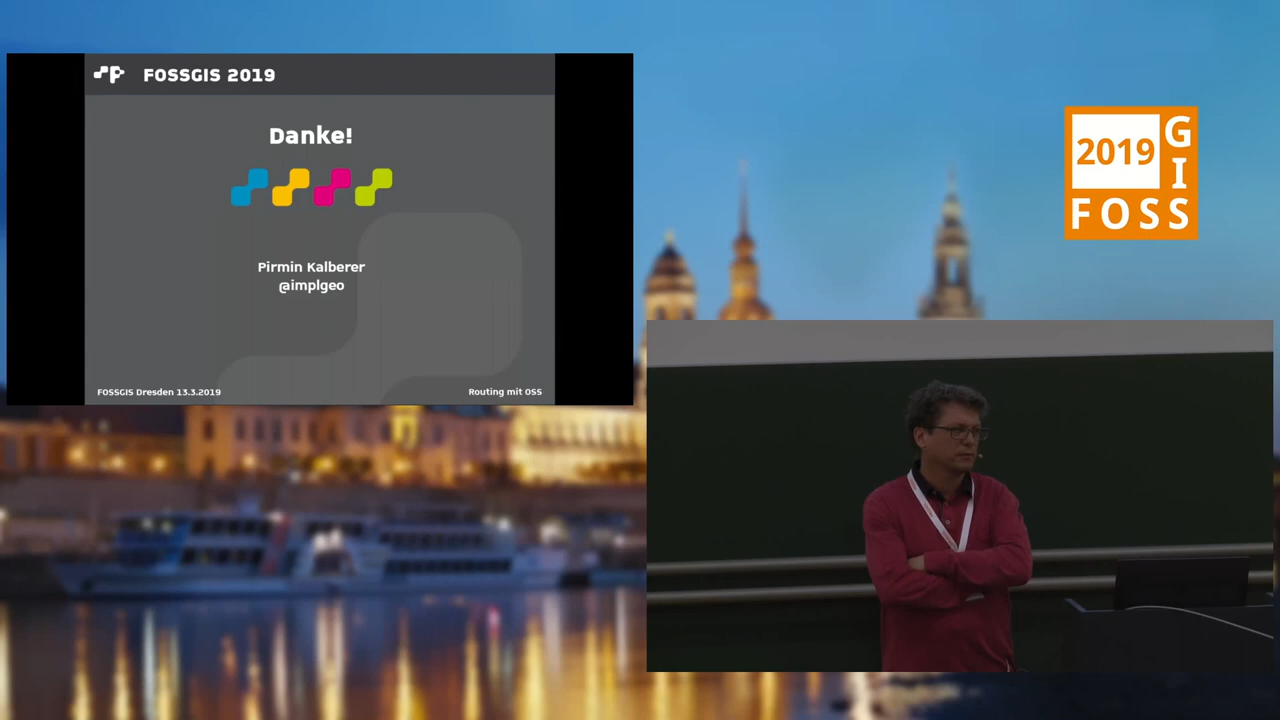 FOSSGIS 2019
Danke!
Pirmin Kalberer
@implgeo
FOSSGIS Dresden 13.3.2019
Routing mit OSS
2019
G
I
FOSS